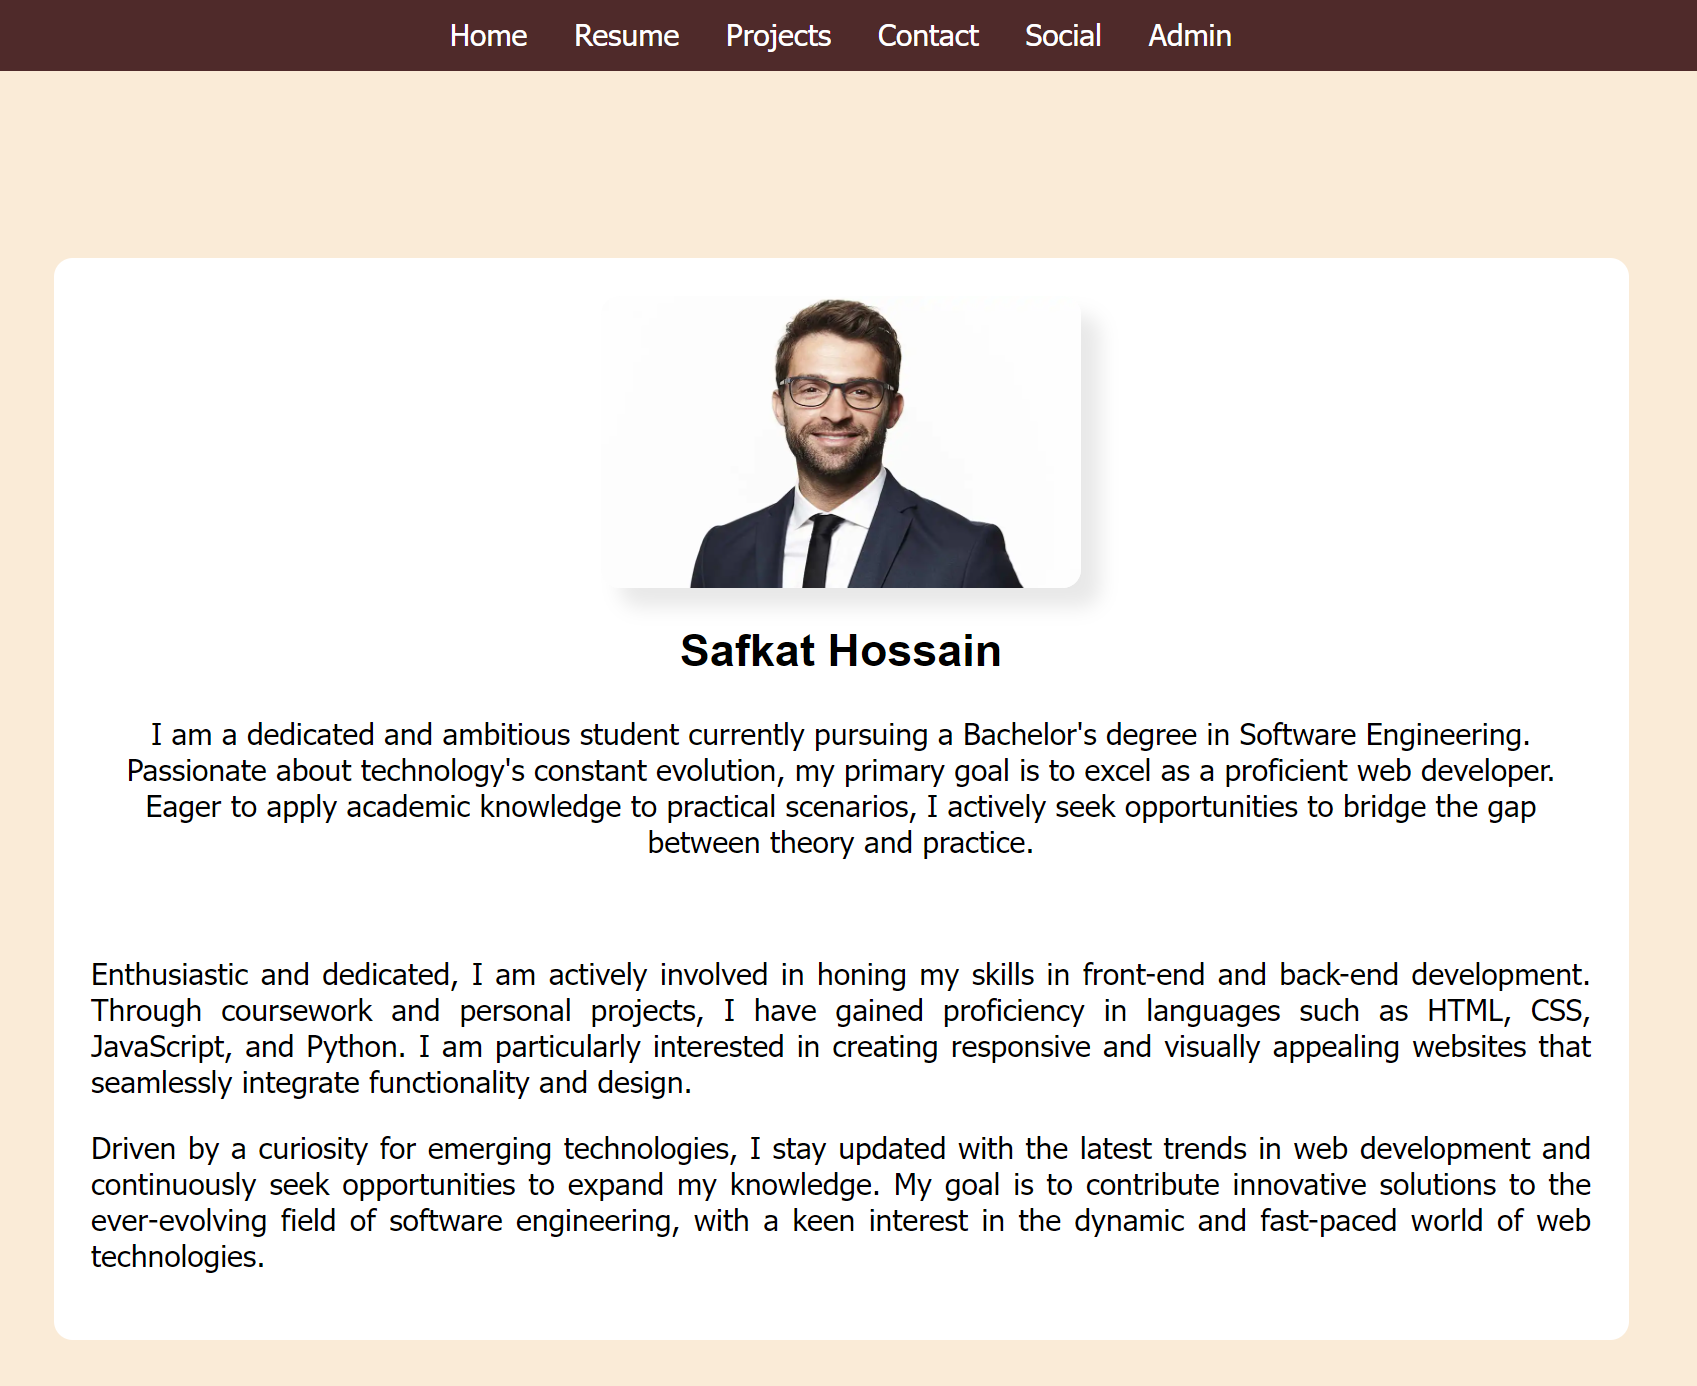 Home Resume Projects Contact Social Admin
Safkat Hossain
I am a dedicated and ambitious student currently pursuing a Bachelor's degree in Software Engineering.
Passionate about technology's constant evolution, my primary goal is to excel as a proficient web developer.
Eager to apply academic knowledge to practical scenarios, I actively seek opportunities to bridge the gap
between theory and practice.
Enthusiastic and dedicated, I am actively involved in honing my skills in front-end and back-end development.
Through coursework and personal projects, I have gained proficiency in languages such as HTML, CSS,
JavaScript, and Python. I am particularly interested in creating responsive and visually appealing websites that
seamlessly integrate functionality and design.
Driven by a curiosity for emerging technologies, I stay updated with the latest trends in web development and
continuously seek opportunities to expand my knowledge. My goal is to contribute innovative solutions to the
ever-evolving field of software engineering, with a keen interest in the dynamic and fast-paced world of web
technologies.